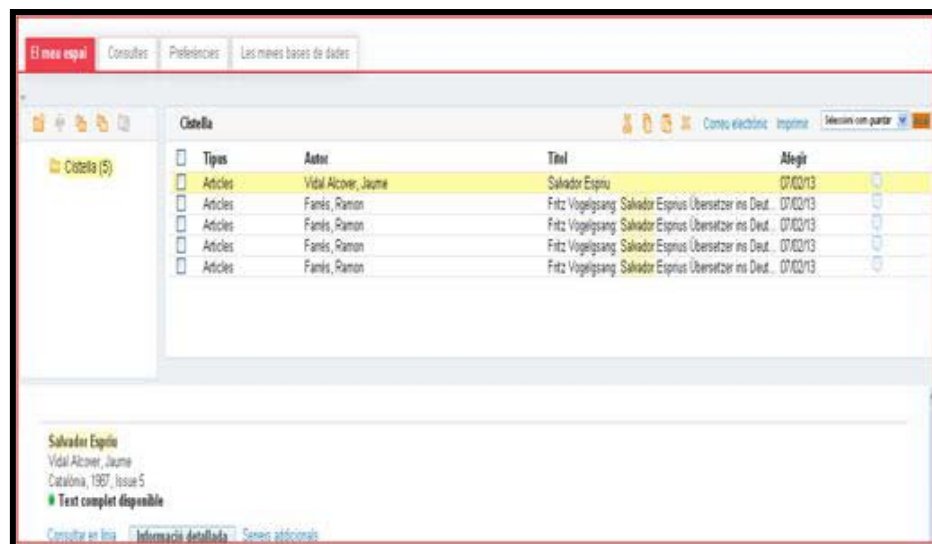 El meu espai Consultes Preferències Les meves bases de dades
Cistella Correu electrònic Imprimir Seleccioni com guardar
Cistella (5)
Tipus Autor Títol Afegir
Articles Vidal Alcover, Jaume Salvador Espriu 07/02/13
Articles Farrés, Ramon Fritz Vogelgsang: Salvador Esprius Übersetzer ins Deut... 07/02/13
Articles Farrés, Ramon Fritz Vogelgsang: Salvador Esprius Übersetzer ins Deut... 07/02/13
Articles Farrés, Ramon Fritz Vogelgsang: Salvador Esprius Übersetzer ins Deut... 07/02/13
Articles Farrés, Ramon Fritz Vogelgsang: Salvador Esprius Übersetzer ins Deut... 07/02/13
Salvador Espriu
Vidal Alcover, Jaume
Catalònia, 1987, Issue 5
Text complet disponible
Consultar en línia Informació detallada Serveis addicionals